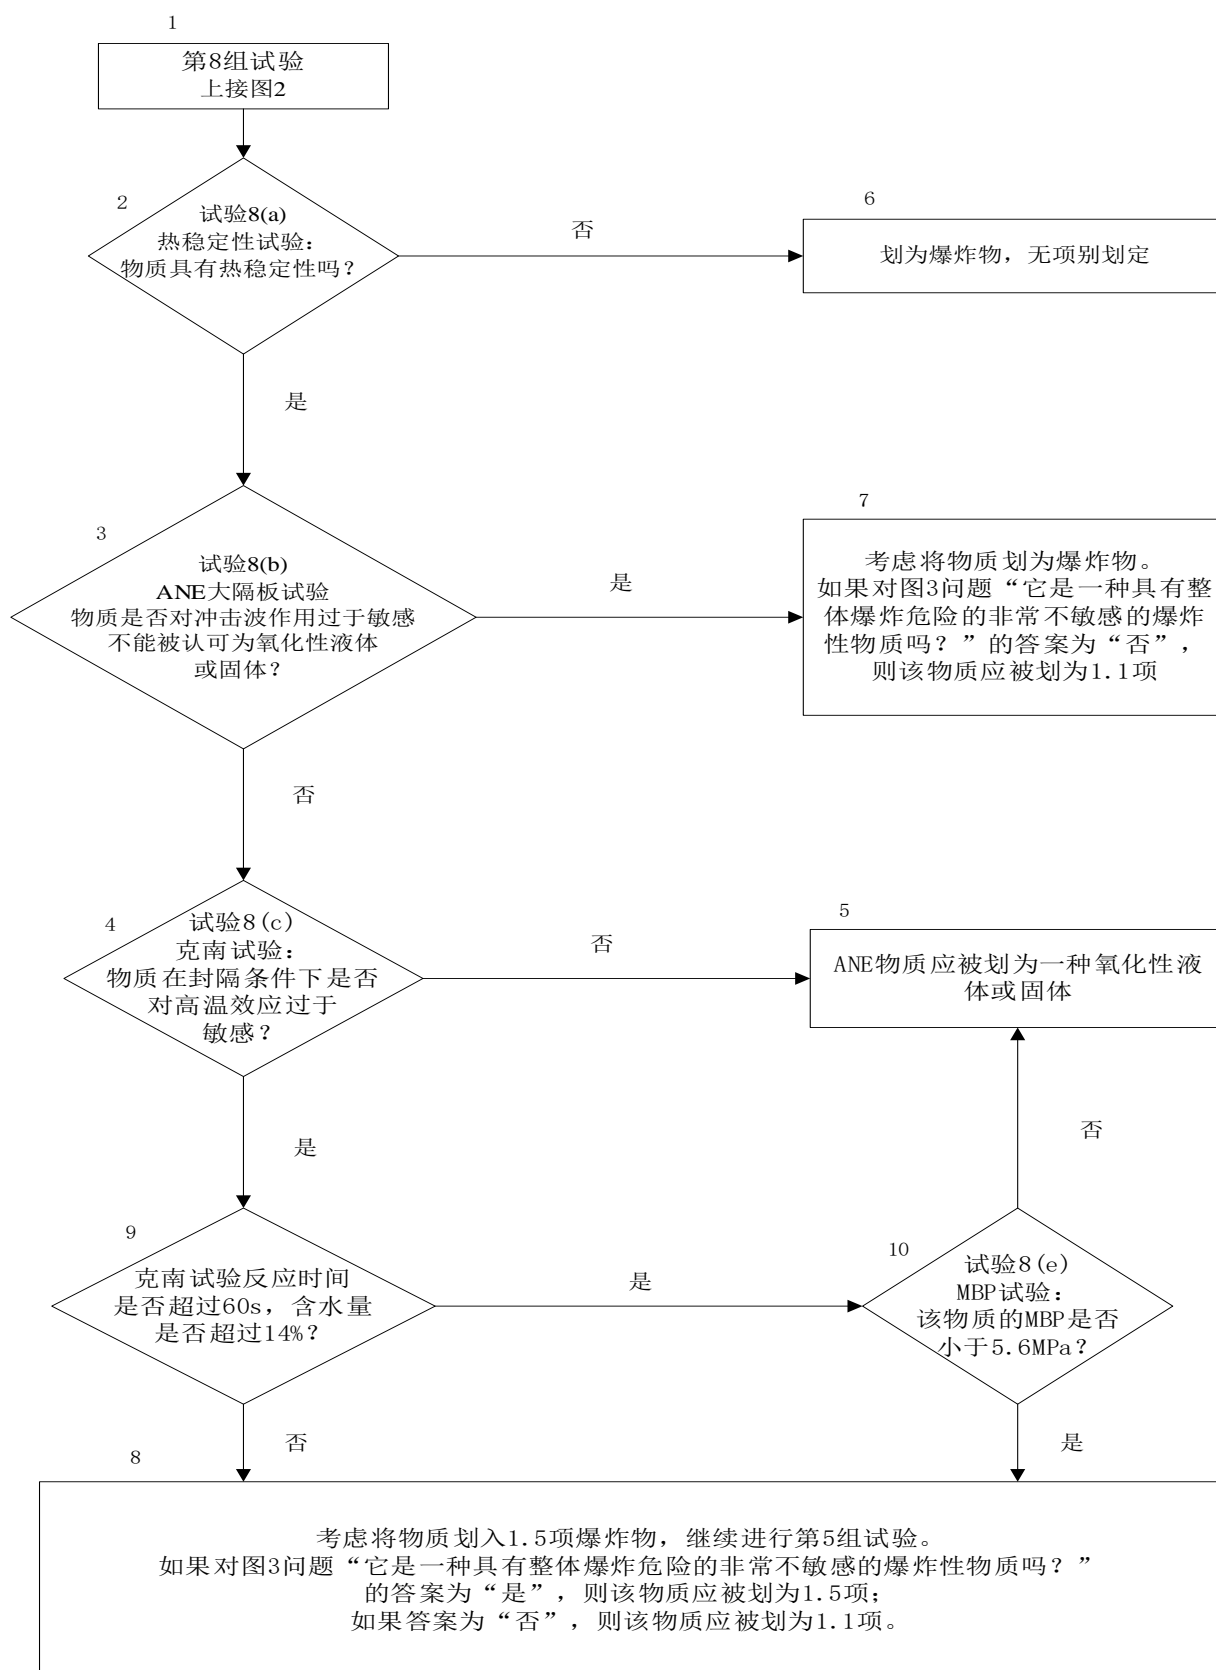 1
第8组试验
上接图2
2
试验8(a)
热稳定性试验：
物质具有热稳定性吗？
否
6
划为爆炸物，无项别划定
是
3
试验8(b)
ANE大隔板试验
物质是否对冲击波作用过于敏感
不能被认可为氧化性液体
或固体？
是
7
考虑将物质划为爆炸物。
如果对图3问题“它是一种具有整
体爆炸危险的非常不敏感的爆炸
性物质吗？”的答案为“否”，
则该物质应被划为1.1项
否
4
试验8(c)
克南试验：
物质在封隔条件下是否
对高温效应过于
敏感？
否
5
ANE物质应被划为一种氧化性液
体或固体
是
否
9
克南试验反应时间
是否超过60s，含水量
是否超过14%？
是
10
试验8(e)
MBP试验：
该物质的MBP是否
小于5.6MPa？
否
是
8
考虑将物质划入1.5项爆炸物，继续进行第5组试验。
如果对图3问题“它是一种具有整体爆炸危险的非常不敏感的爆炸性物质吗？”
的答案为“是”，则该物质应被划为1.5项；
如果答案为“否”，则该物质应被划为1.1项。